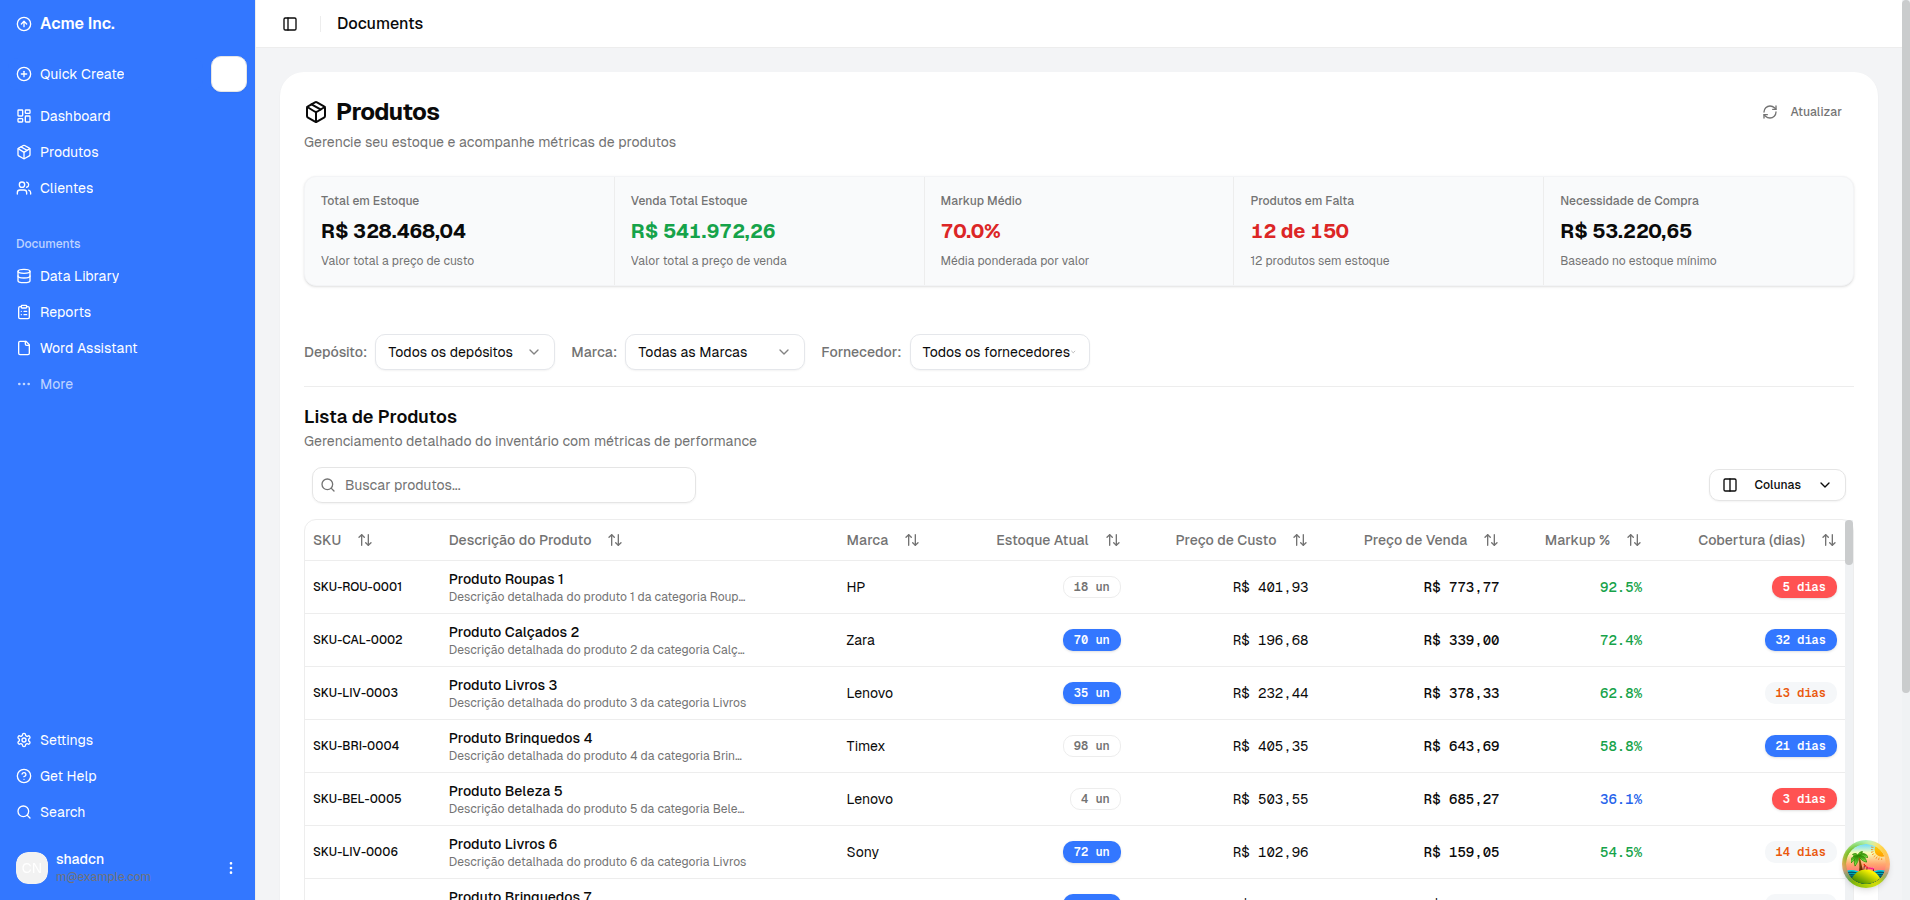 Acme Inc.
Quick Create
Dashboard
Produtos
Clientes
Documents
Data Library
Reports
Word Assistant
More
Settings
Get Help
Search
CN
shadcn
m@example.com
Documents
Produtos
Atualizar
Gerencie seu estoque e acompanhe métricas de produtos
Total em Estoque
R$ 328.468,04
Valor total a preço de custo
Venda Total Estoque
R$ 541.972,26
Valor total a preço de venda
Markup Médio
70.0%
Média ponderada por valor
Produtos em Falta
12 de 150
12 produtos sem estoque
Necessidade de Compra
R$ 53.220,65
Baseado no estoque mínimo
Depósito: Todos os depósitos Marca: Todas as Marcas Fornecedor: Todos os fornecedores
Lista de Produtos
Gerenciamento detalhado do inventário com métricas de performance
Buscar produtos...
Colunas
SKU Descrição do Produto Marca Estoque Atual Preço de Custo Preço de Venda Markup % Cobertura (dias)
SKU-ROU-0001 Produto Roupas 1 HP 18 un R$ 401,93 R$ 773,77 92.5% 5 dias
Descrição detalhada do produto 1 da categoria Roup...
SKU-CAL-0002 Produto Calçados 2 Zara 70 un R$ 196,68 R$ 339,00 72.4% 32 dias
Descrição detalhada do produto 2 da categoria Calç...
SKU-LIV-0003 Produto Livros 3 Lenovo 35 un R$ 232,44 R$ 378,33 62.8% 13 dias
Descrição detalhada do produto 3 da categoria Livros
SKU-BRI-0004 Produto Brinquedos 4 Timex 98 un R$ 405,35 R$ 643,69 58.8% 21 dias
Descrição detalhada do produto 4 da categoria Brin...
SKU-BEL-0005 Produto Beleza 5 Lenovo 4 un R$ 503,55 R$ 685,27 36.1% 3 dias
Descrição detalhada do produto 5 da categoria Bele...
SKU-LIV-0006 Produto Livros 6 Sony 72 un R$ 102,96 R$ 159,05 54.5% 14 dias
Descrição detalhada do produto 6 da categoria Livros
Produto Brinquedos 7